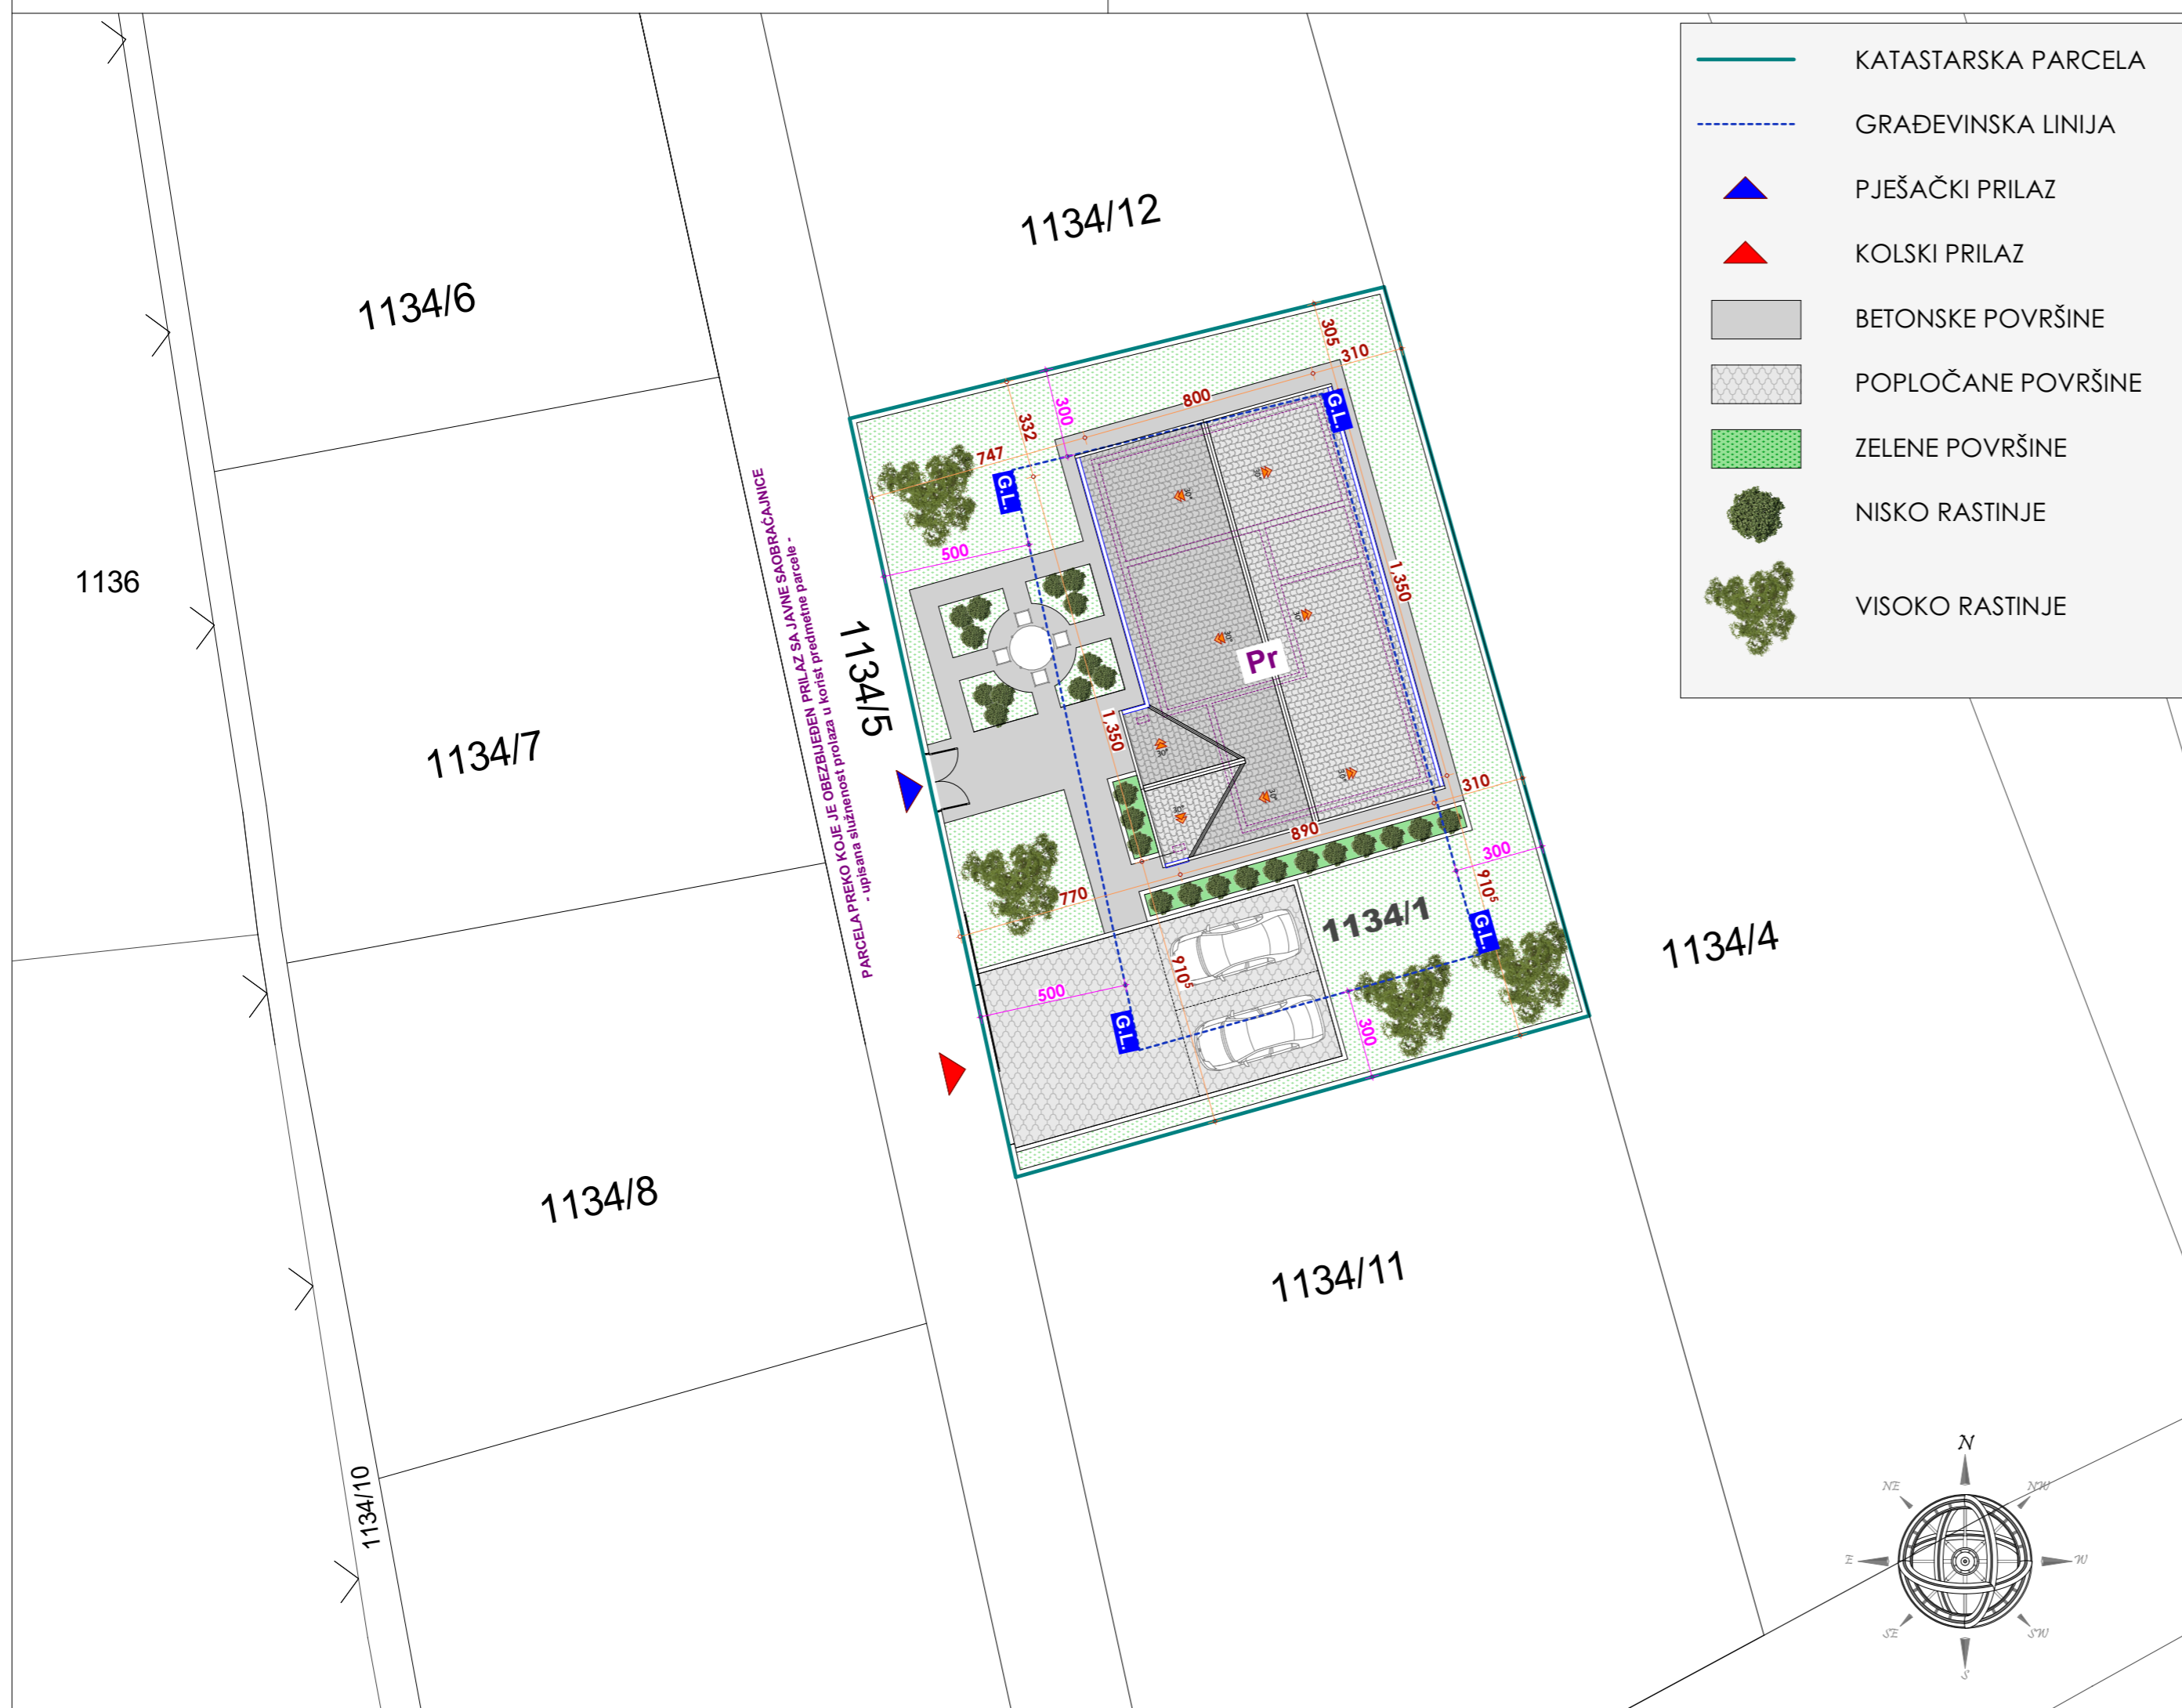 KATASTARSKA PARCELA
GRAĐEVINSKA LINIJA
PJEŠAČKI PRILAZ
KOLSKI PRILAZ
BETONSKE POVRŠINE
POPLOČANE POVRŠINE
ZELENE POVRŠINE
NISKO RASTINJE
VISOKO RASTINJE
1134/12
1134/6
305
310
800
300
332
747
G.L.
G.L.
500
1136
1,350
Pr
1134/5
PARCELA PREKO KOJE JE OBEZBIJEĐEN PRILAZ SA JAVNE SAOBRAĆAJNICE
- upisana služnenost prolaza u korist predmetne parcele -
1134/7
1,350
310
890
300
770
910⁵
1134/1
G.L.
1134/4
910⁵
500
G.L.
300
1134/8
1134/11
1134/10
N
NE
NW
E
W
SE
SW
S